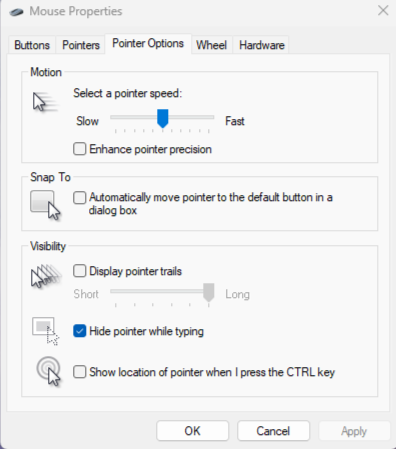 Mouse Properties
Buttons Pointers Pointer Options Wheel Hardware
Motion
Select a pointer speed:
Slow Fast
Enhance pointer precision
Snap To
Automatically move pointer to the default button in a
dialog box
Visibility
Display pointer trails
Short Long
Hide pointer while typing
Show location of pointer when I press the CTRL key
OK Cancel Apply